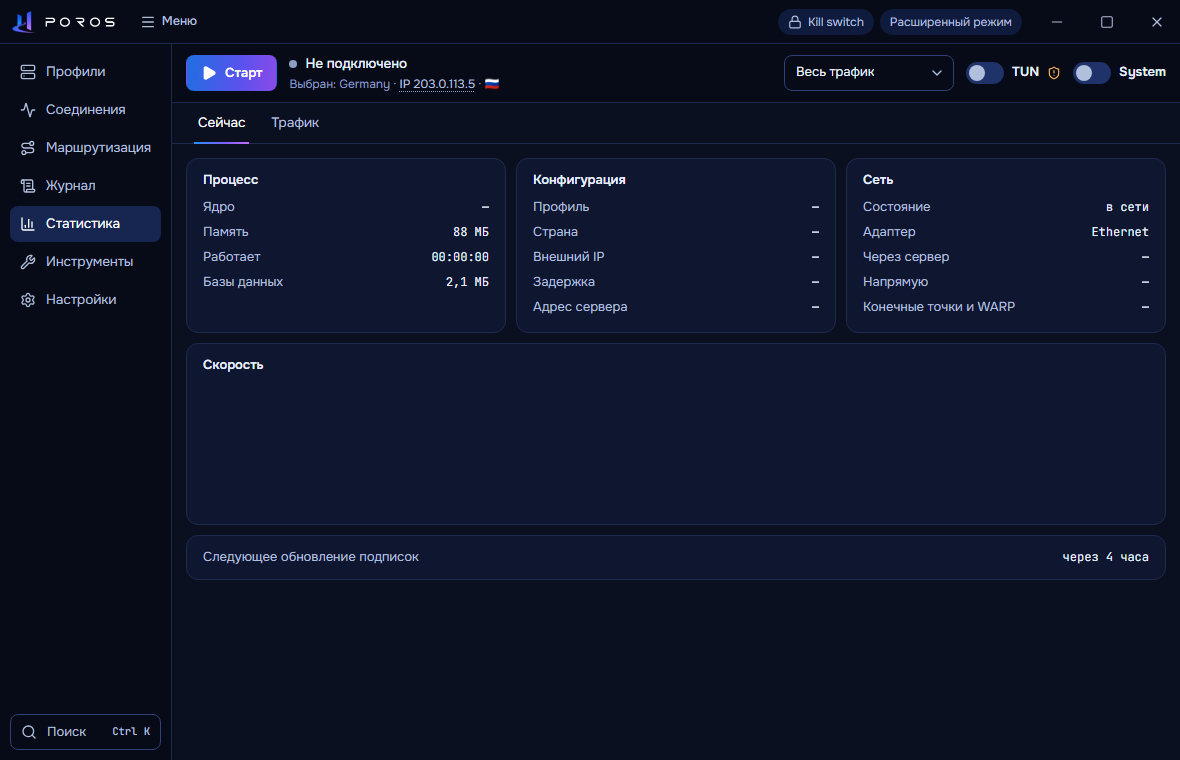 POROS
Меню
Kill switch
Расширенный режим
Профили
Соединения
Маршрутизация
Журнал
Статистика
Инструменты
Настройки
Поиск
Ctrl K
Старт
Не подключено
Выбран: Germany · IP 203.0.113.5 ·
Весь трафик
TUN
System
Сейчас
Трафик
Процесс
Ядро –
Память 88 МБ
Работает 00:00:00
Базы данных 2,1 МБ
Конфигурация
Профиль –
Страна –
Внешний IP –
Задержка –
Адрес сервера –
Сеть
Состояние в сети
Адаптер Ethernet
Через сервер –
Напрямую –
Конечные точки и WARP –
Скорость
Следующее обновление подписок через 4 часа